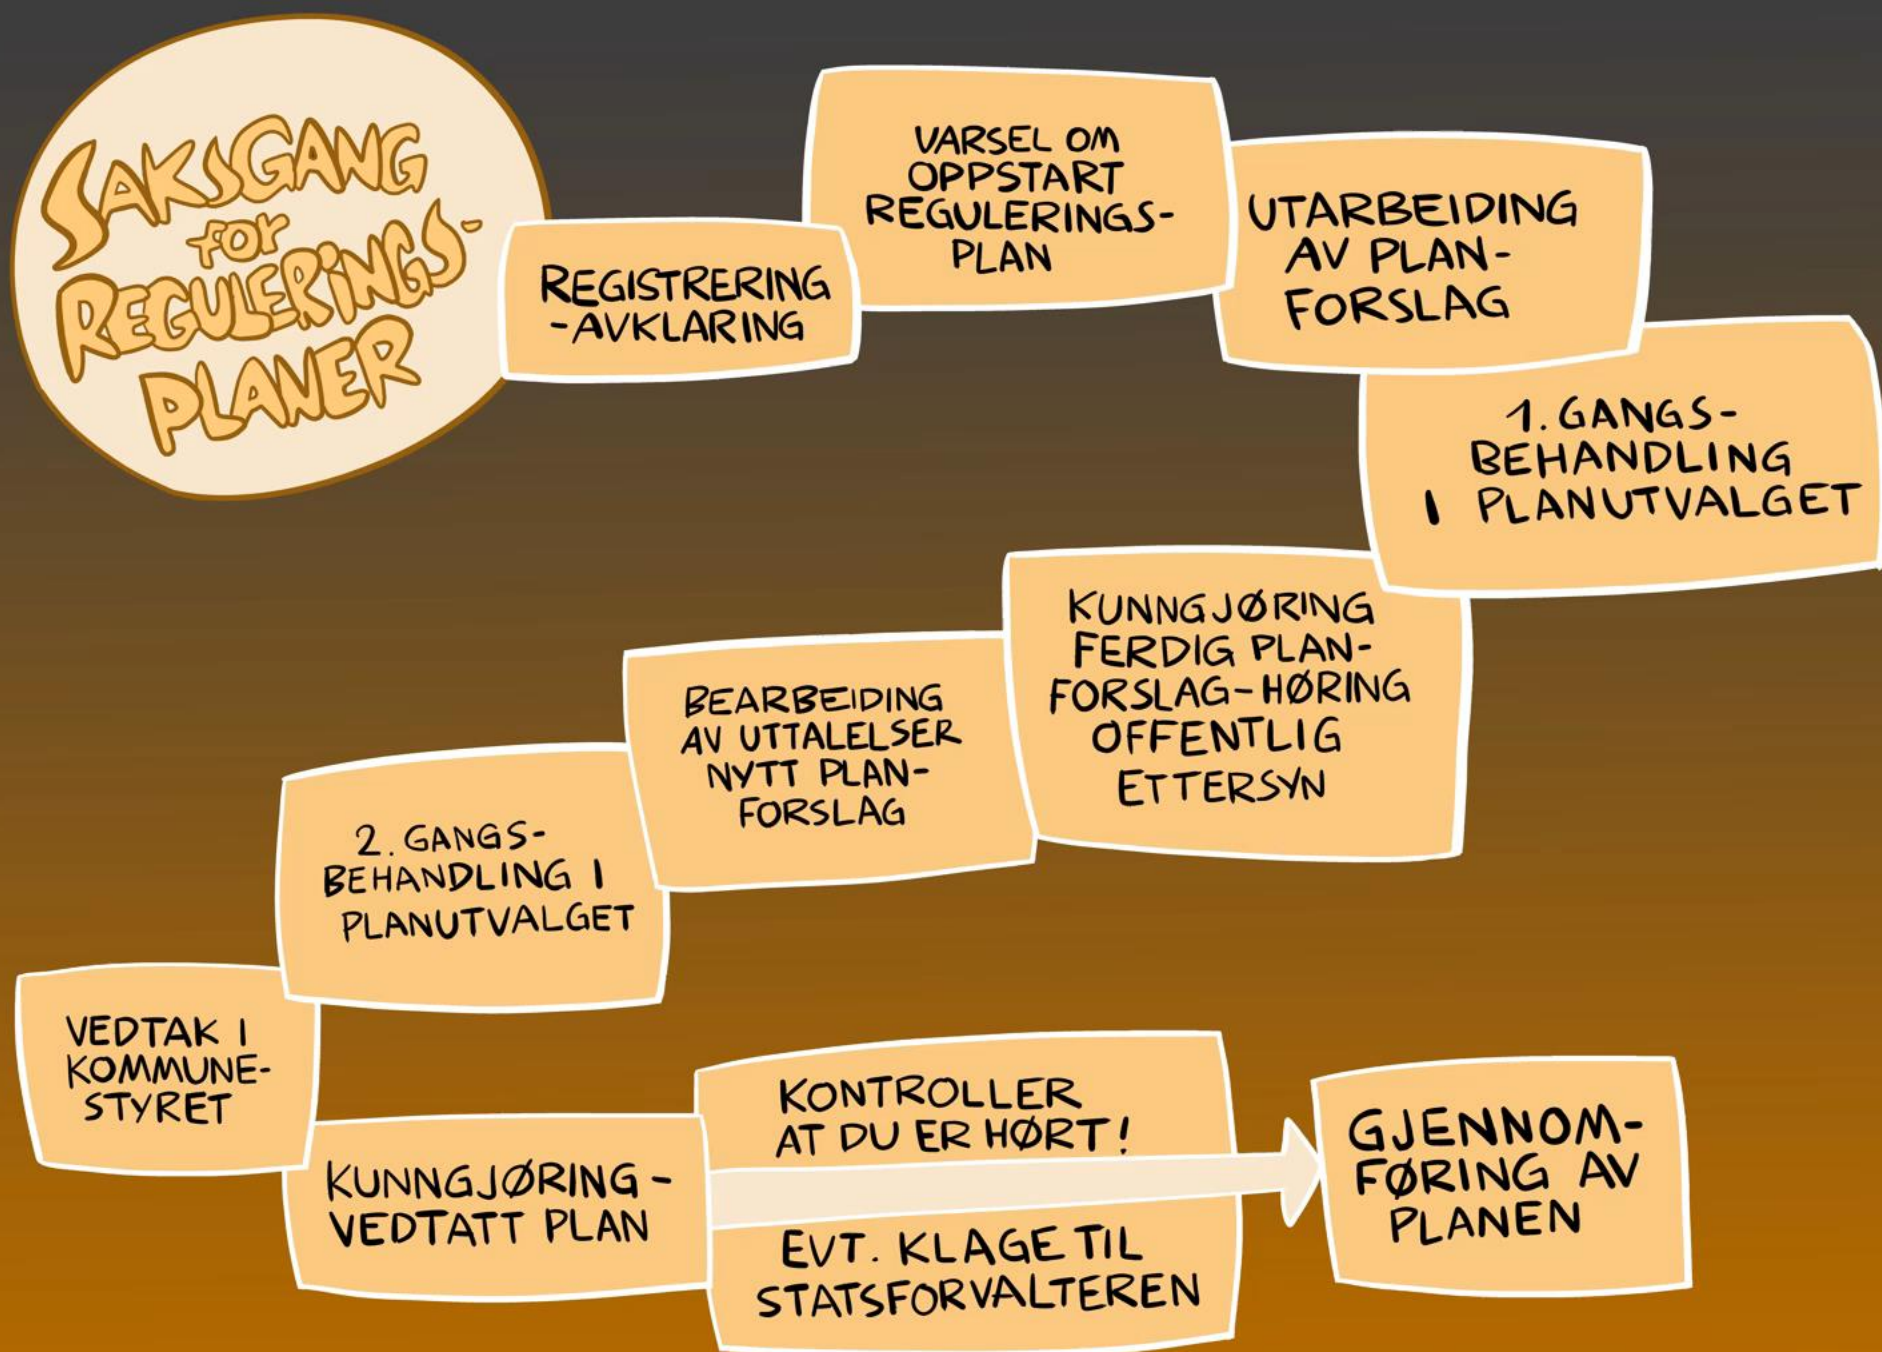 SAKSGANG
for
REGULERINGS-
PLANER
REGISTRERING
-AVKLARING
VARSEL OM
OPPSTART
REGULERINGS-
PLAN
UTARBEIDING
AV PLAN-
FORSLAG
1. GANGS-
BEHANDLING
I PLANUTVALGET
KUNNGJØRING
FERDIG PLAN-
FORSLAG-HØRING
OFFENTLIG
ETTERSYN
BEARBEIDING
AV UTTALELSER
NYTT PLAN-
FORSLAG
2. GANGS-
BEHANDLING I
PLANUTVALGET
VEDTAK I
KOMMUNE-
STYRET
KUNNGJØRING-
VEDTATT PLAN
KONTROLLER
AT DU ER HØRT!
EVT. KLAGE TIL
STATSFORVALTEREN
GJENNOM-
FØRING AV
PLANEN